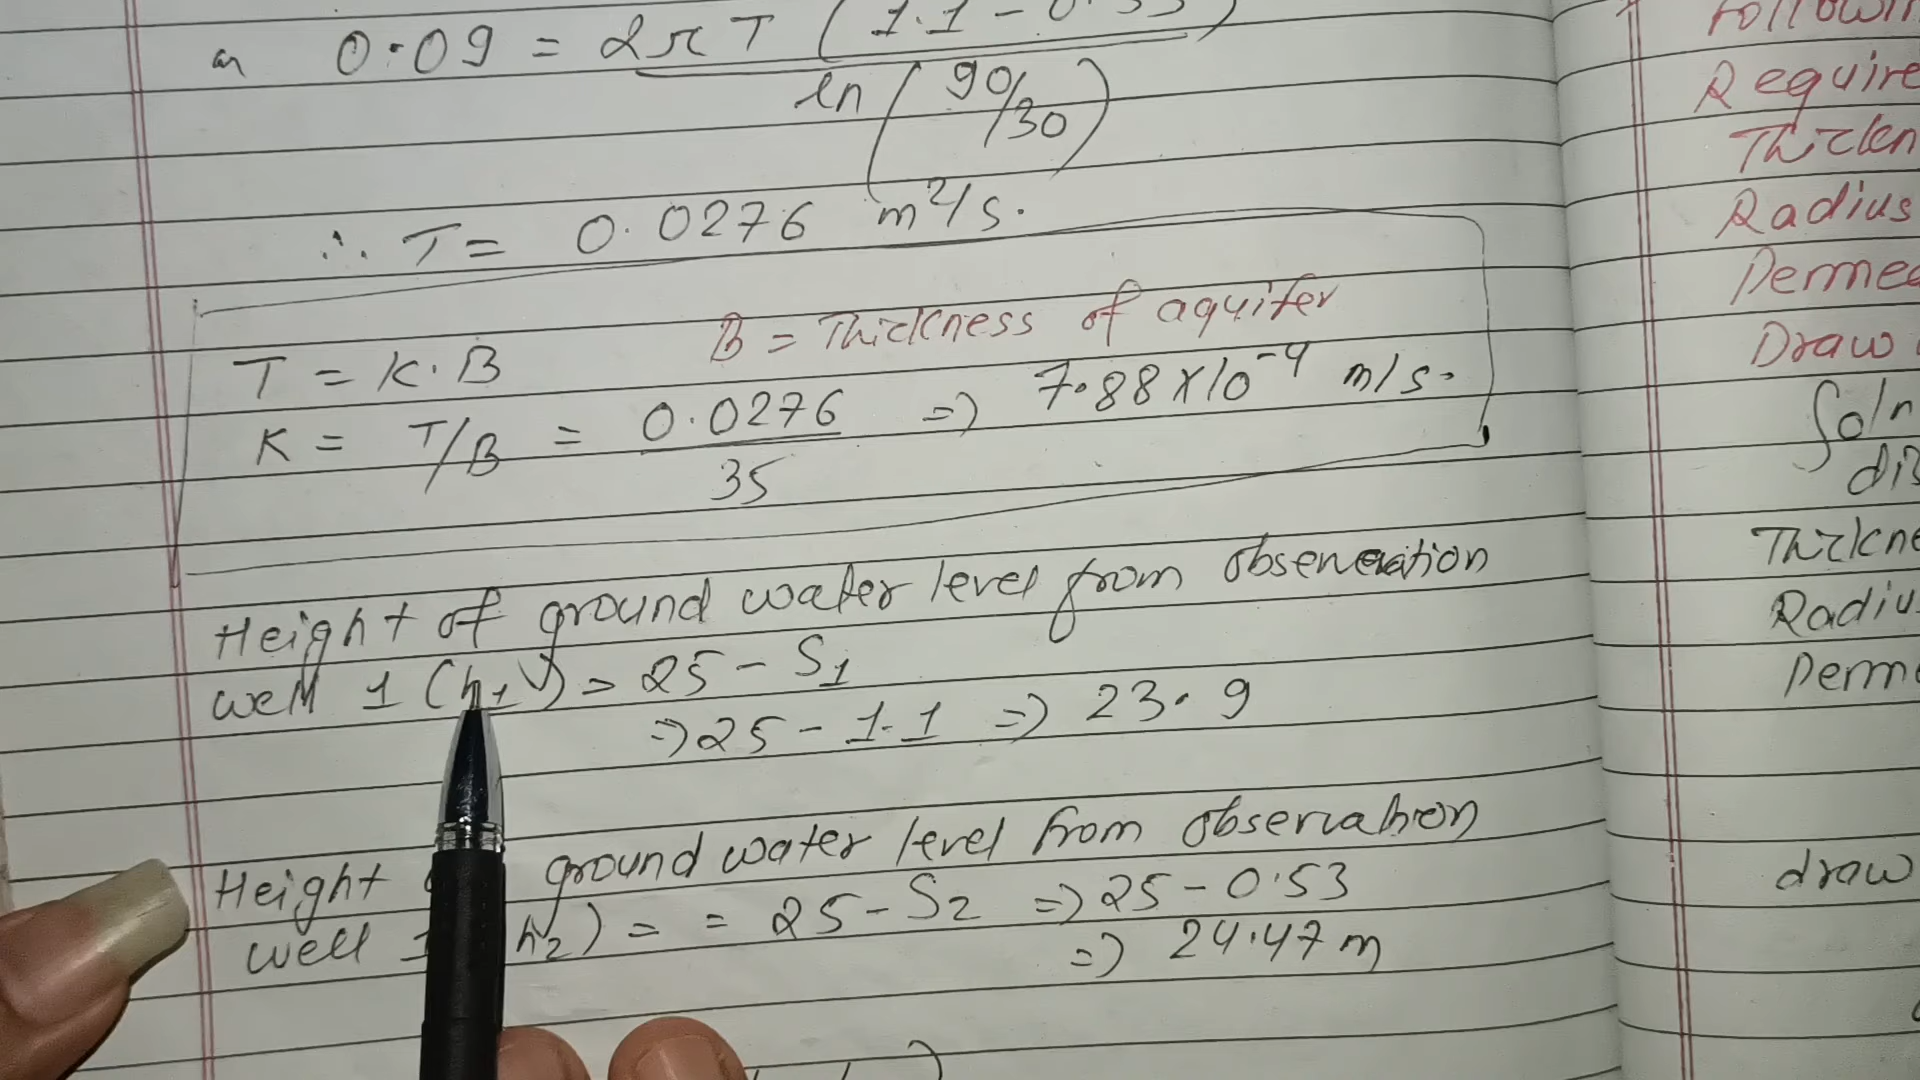 or 0.09 = 2πT (1.1 - 0.53)
ln (90/30)
∴ T = 0.0276 m²/s.
B = Thickness of aquifer
T = K.B
K = T/B = 0.0276 => 7.88 X 10⁻⁴ m/s.
35
Height of ground water level from obseneration
well 1 (h1) = 25 - S1
=> 25 - 1.1 => 23.9
Height ground water level from observation
well 1 h2) = = 25 - S2 => 25 - 0.53
=> 24.47 m
Require
Thicken
Radius
Draw
Soln
Thickne
Radiu
Perm
draw